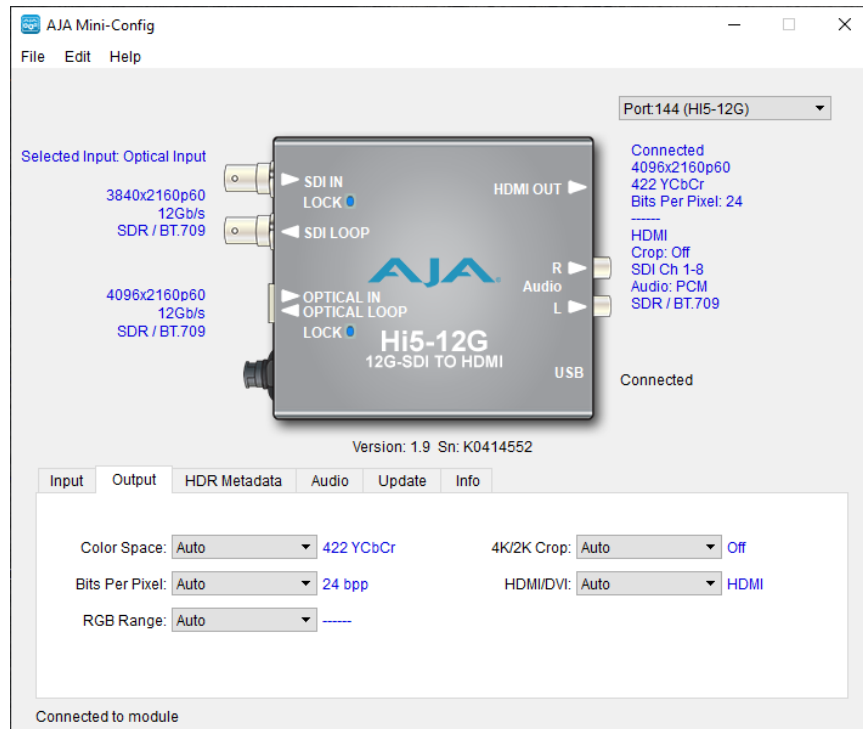 AJA Mini-Config
File Edit Help
Port:144 (HI5-12G)
Selected Input: Optical Input
3840x2160p60
12Gb/s
SDR / BT.709
4096x2160p60
12Gb/s
SDR / BT.709
SDI IN
LOCK
SDI LOOP
OPTICAL IN
OPTICAL LOOP
LOCK
AJA
Hi5-12G
12G-SDI TO HDMI
HDMI OUT
R
Audio
L
USB
Connected
4096x2160p60
422 YCbCr
Bits Per Pixel: 24
------
HDMI
Crop: Off
SDI Ch 1-8
Audio: PCM
SDR / BT.709
Connected
Version: 1.9 Sn: K0414552
Input Output HDR Metadata Audio Update Info
Color Space: Auto 422 YCbCr 4K/2K Crop: Auto Off
Bits Per Pixel: Auto 24 bpp HDMI/DVI: Auto HDMI
RGB Range: Auto ------
Connected to module